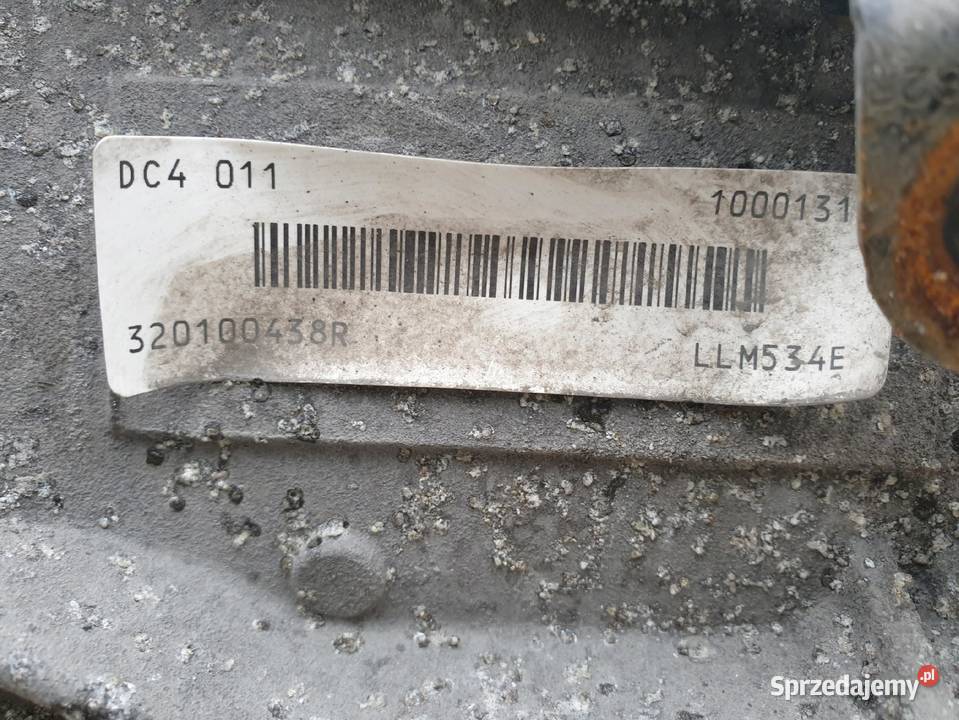 DC4 011
1000131
320100438R
LLM534E
Sprzedajemy.pl